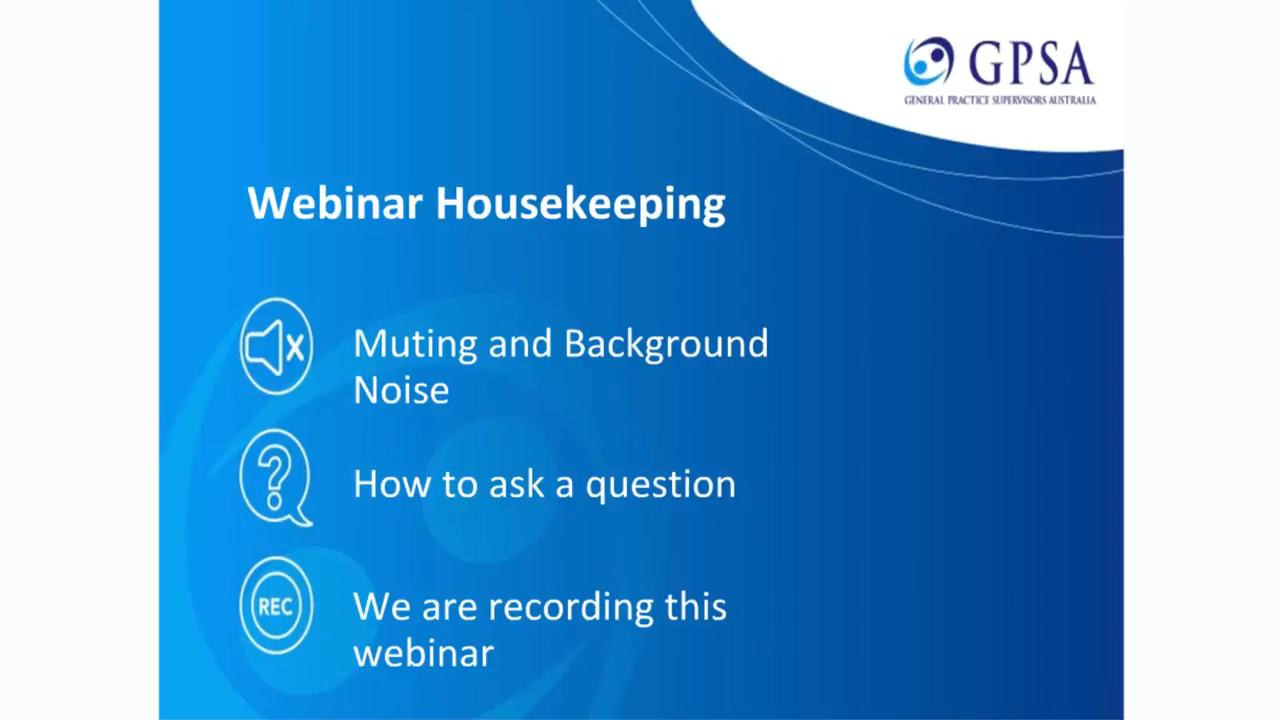 GPSA
GENERAL PRACTICE SUPERVISORS AUSTRALIA
Webinar Housekeeping
Muting and Background
Noise
How to ask a question
REC
We are recording this
webinar